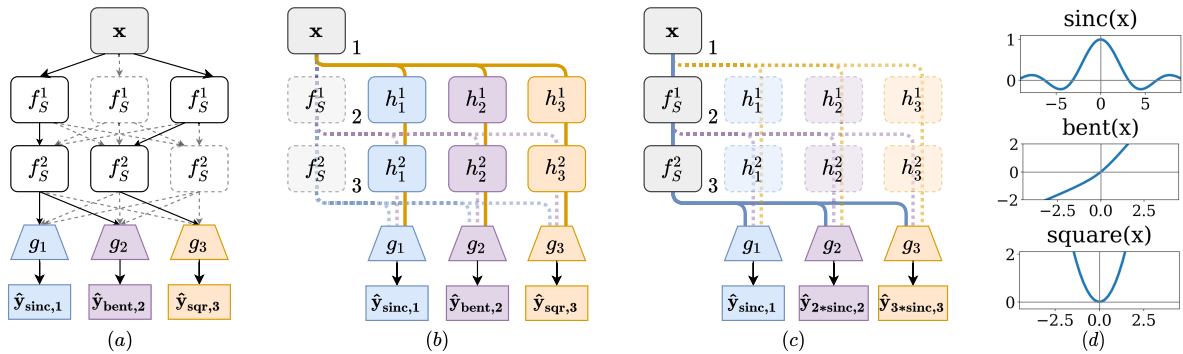 x
f_S^1 f_S^1 f_S^1
f_S^2 f_S^2 f_S^2
g_1 g_2 g_3
ŷ_sinc,1 ŷ_bent,2 ŷ_sqr,3
(a)
x
1
f_S^1 h_1^1 h_2^1 h_3^1
2
f_S^2 h_1^2 h_2^2 h_3^2
3
g_1 g_2 g_3
ŷ_sinc,1 ŷ_bent,2 ŷ_sqr,3
(b)
x
1
f_S^1 h_1^1 h_2^1 h_3^1
2
f_S^2 h_1^2 h_2^2 h_3^2
3
g_1 g_2 g_3
ŷ_sinc,1 ŷ_2*sinc,2 ŷ_3*sinc,3
(c)
sinc(x)
1
0
−5 0 5
bent(x)
2
0
−2
−2.5 0.0 2.5
square(x)
2
0
−2.5 0.0 2.5
(d)